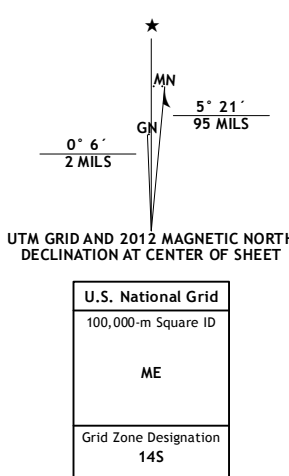 MN
GN
5° 21´
95 MILS
0° 6´
2 MILS
UTM GRID AND 2012 MAGNETIC NORTH
DECLINATION AT CENTER OF SHEET
U.S. National Grid
100,000-m Square ID
ME
Grid Zone Designation
14S